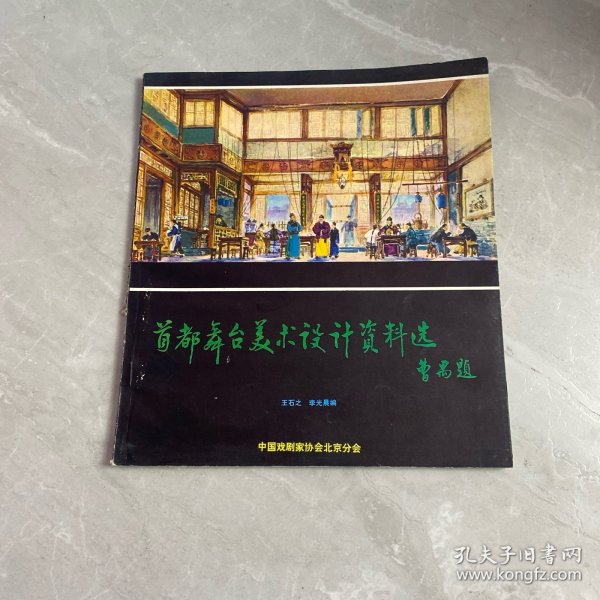 首都舞台美术设计资料选
曹禺題
王石之 李光晨编
中国戏剧家协会北京分会
孔夫子旧书网
www.kongfz.com